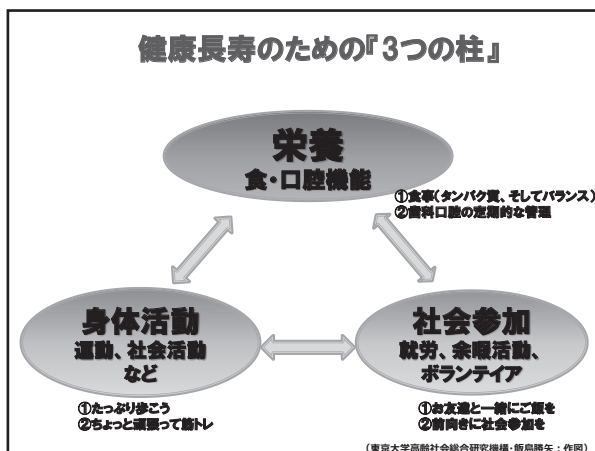 健康長寿のための『3つの柱』
栄養
食・口腔機能
①食事(タンパク質、そしてバランス)
②歯科口腔の定期的な管理
身体活動
運動、社会活動
など
①たっぷり歩こう
②ちょっと頑張って筋トレ
社会参加
就労、余暇活動、
ボランテイア
①お友達と一緒にご飯を
②前向きに社会参加を
(東京大学高齢社会総合研究機構・飯島勝矢:作図)